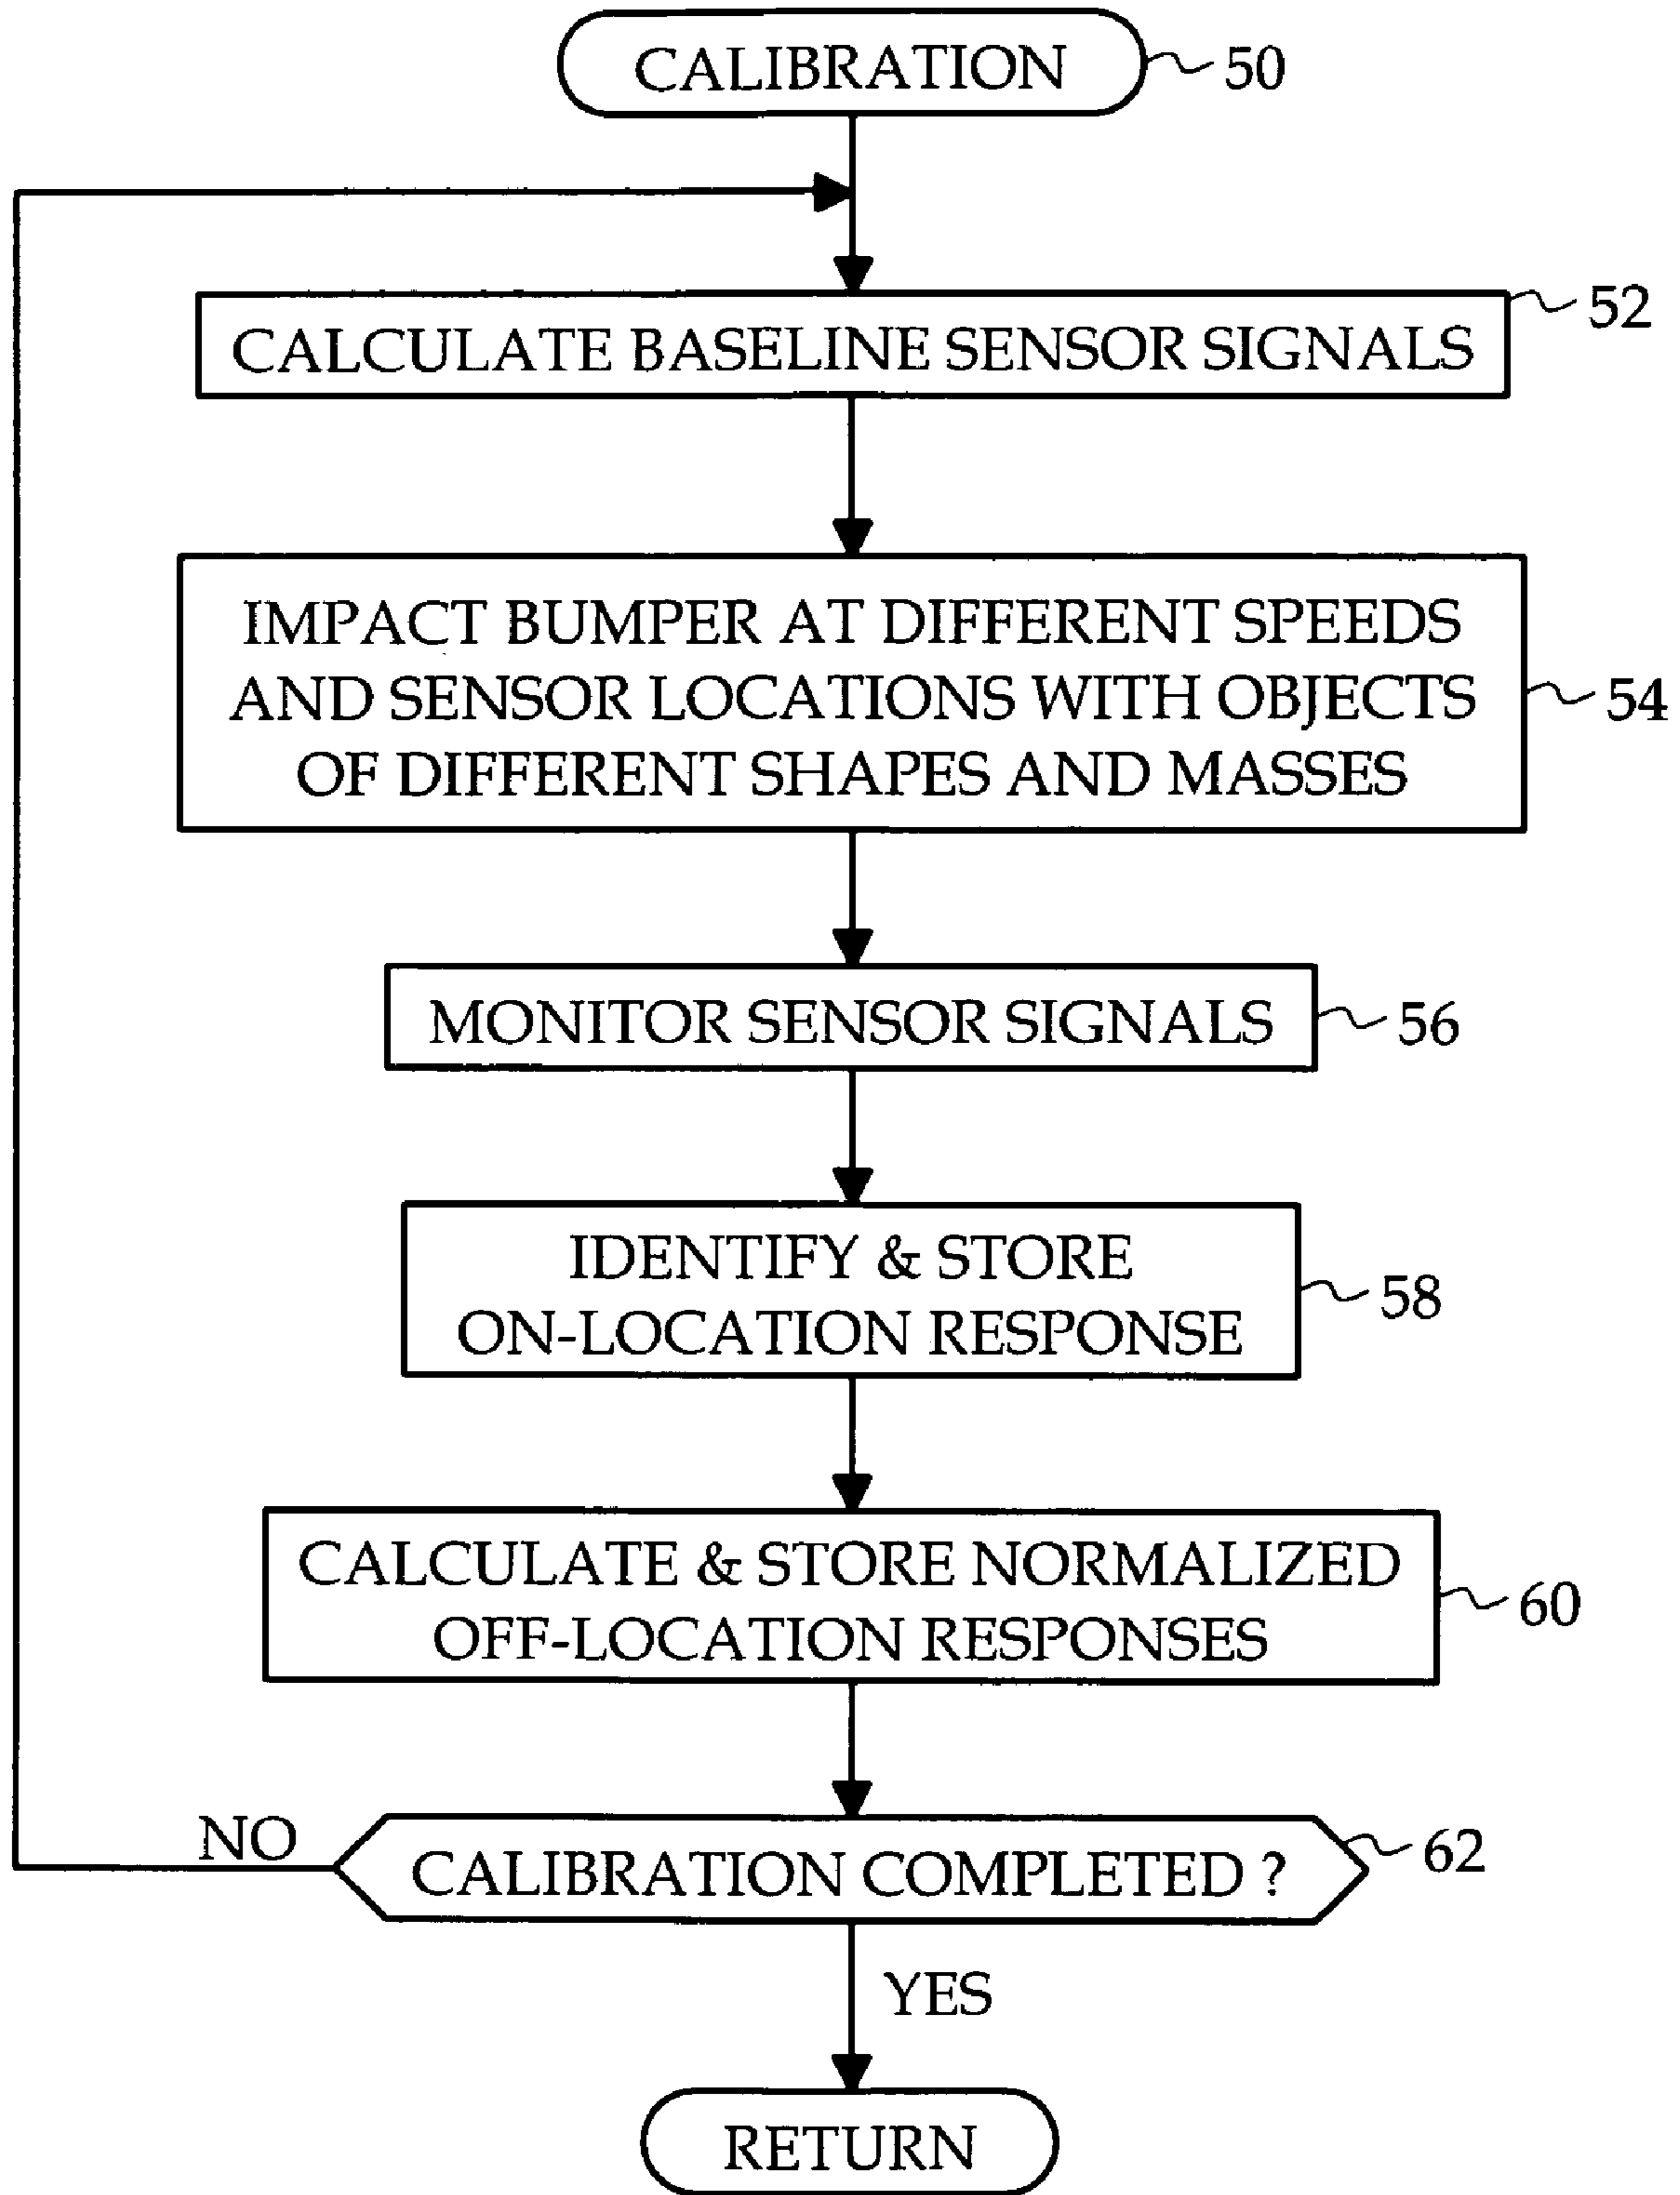 CALIBRATION
50
CALCULATE BASELINE SENSOR SIGNALS
52
IMPACT BUMPER AT DIFFERENT SPEEDS
AND SENSOR LOCATIONS WITH OBJECTS
OF DIFFERENT SHAPES AND MASSES
54
MONITOR SENSOR SIGNALS
56
IDENTIFY & STORE
ON-LOCATION RESPONSE
58
CALCULATE & STORE NORMALIZED
OFF-LOCATION RESPONSES
60
NO
CALIBRATION COMPLETED ?
62
YES
RETURN